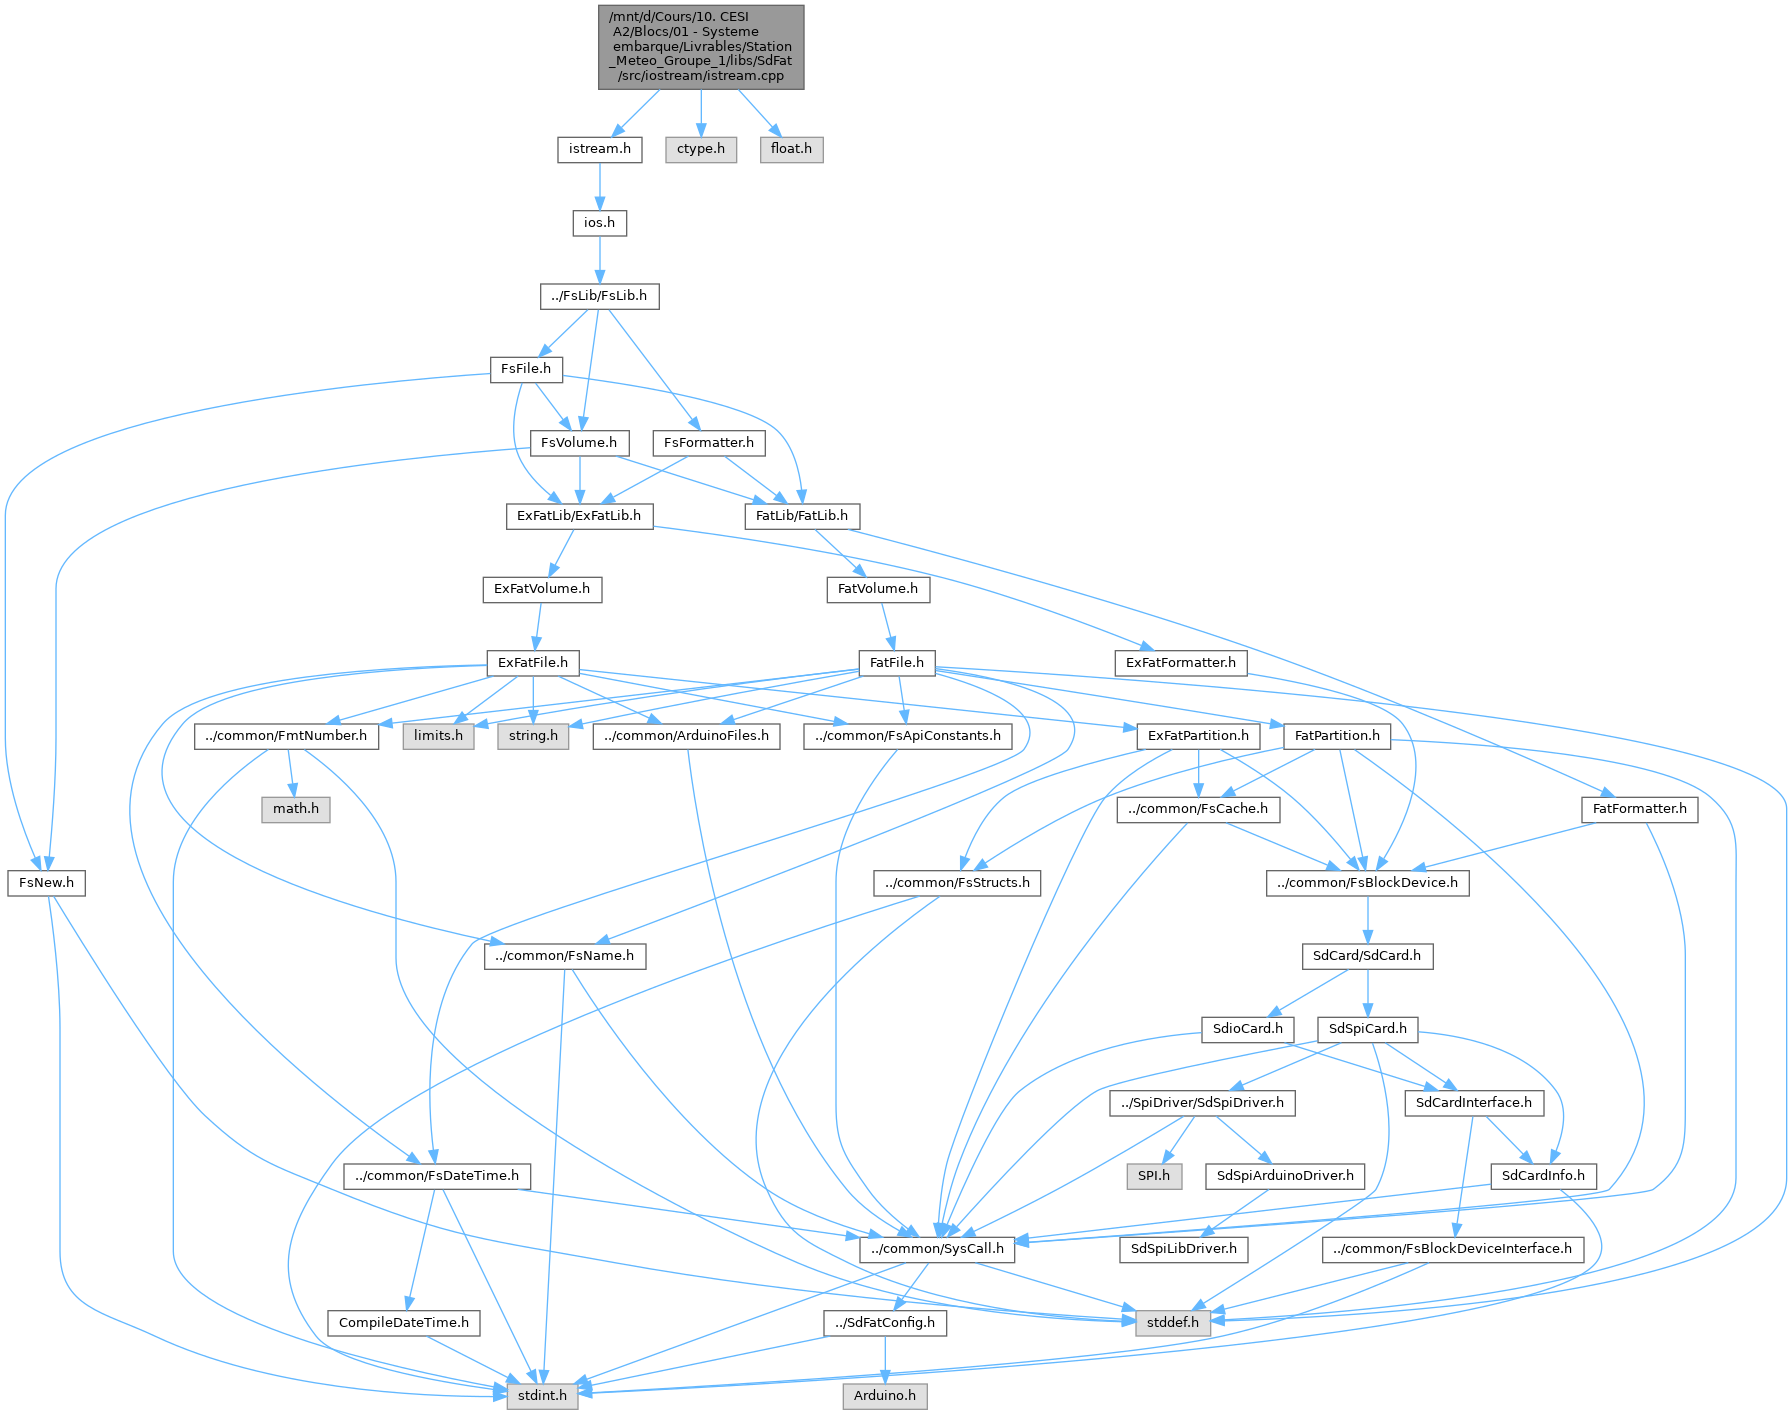 /mnt/d/Cours/10. CESI
A2/Blocs/01 - Systeme
embarque/Livrables/Station
_Meteo_Groupe_1/libs/SdFat
/src/iostream/istream.cpp
istream.h
ctype.h
float.h
ios.h
../FsLib/FsLib.h
FsFile.h
FsVolume.h
FsFormatter.h
ExFatLib/ExFatLib.h
FatLib/FatLib.h
ExFatVolume.h
FatVolume.h
ExFatFile.h
FatFile.h
ExFatFormatter.h
../common/FmtNumber.h
limits.h
string.h
../common/ArduinoFiles.h
../common/FsApiConstants.h
ExFatPartition.h
FatPartition.h
math.h
../common/FsCache.h
FatFormatter.h
FsNew.h
../common/FsStructs.h
../common/FsBlockDevice.h
../common/FsName.h
SdCard/SdCard.h
SdioCard.h
SdSpiCard.h
../SpiDriver/SdSpiDriver.h
SdCardInterface.h
../common/FsDateTime.h
SPI.h
SdSpiArduinoDriver.h
SdCardInfo.h
../common/SysCall.h
SdSpiLibDriver.h
../common/FsBlockDeviceInterface.h
CompileDateTime.h
../SdFatConfig.h
stddef.h
stdint.h
Arduino.h